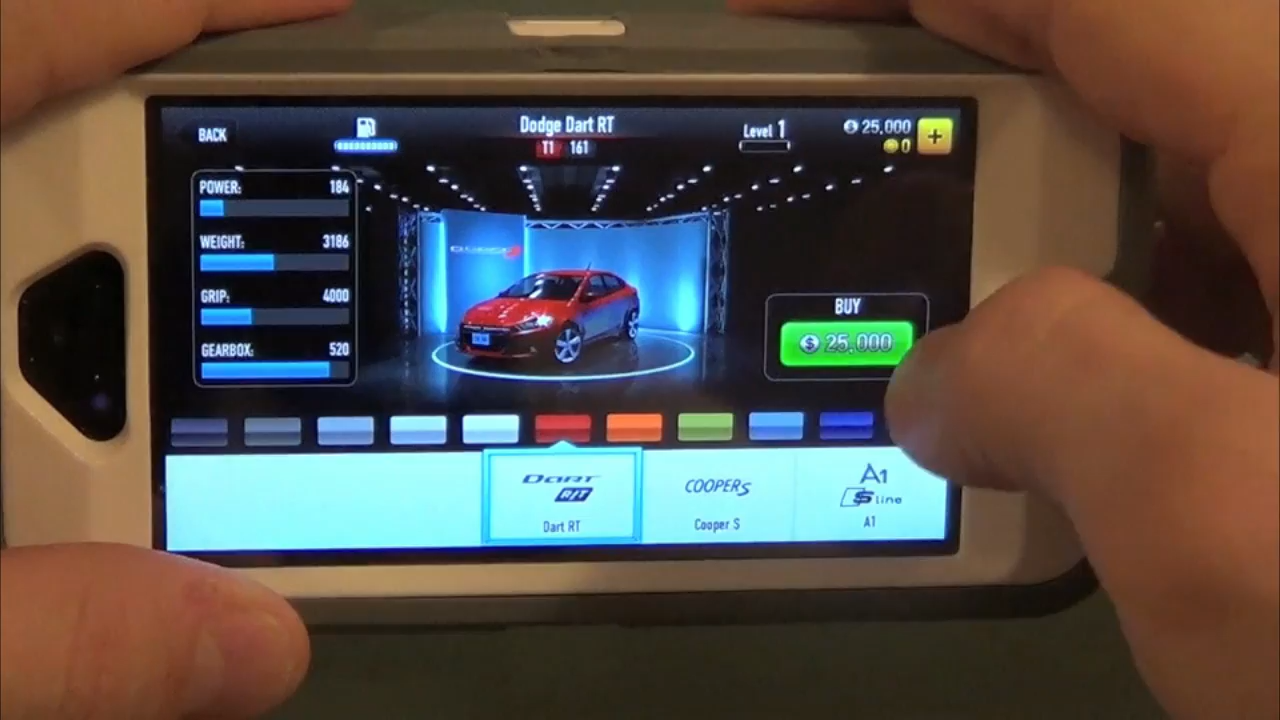 BACK
Dodge Dart RT
T1 161
Level 1
25,000
0
+
POWER: 184
WEIGHT: 3186
GRIP: 4000
GEARBOX: 520
BUY
25,000
DART
R/T
Dart RT
COOPER S
Cooper S
A1
S line
A1